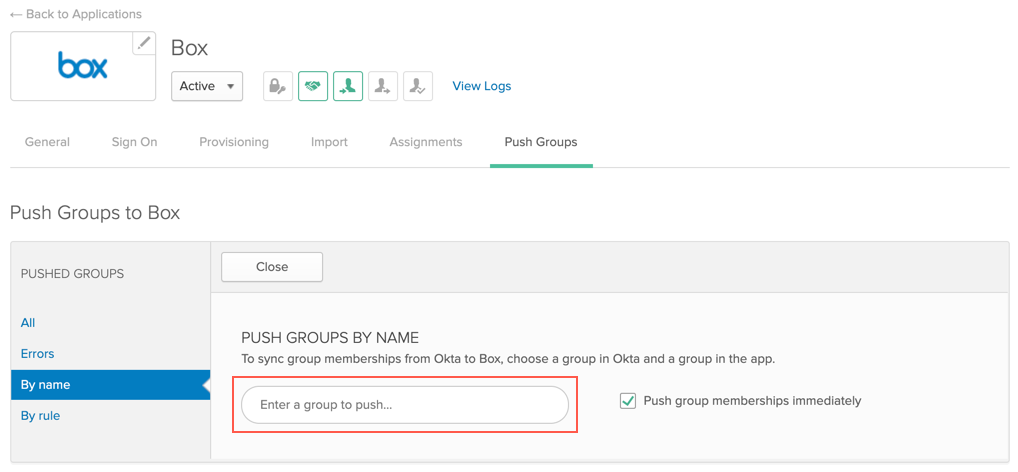 ← Back to Applications
box
Box
Active
View Logs
General Sign On Provisioning Import Assignments Push Groups
Push Groups to Box
PUSHED GROUPS
Close
All
Errors
By name
By rule
PUSH GROUPS BY NAME
To sync group memberships from Okta to Box, choose a group in Okta and a group in the app.
Enter a group to push...
Push group memberships immediately